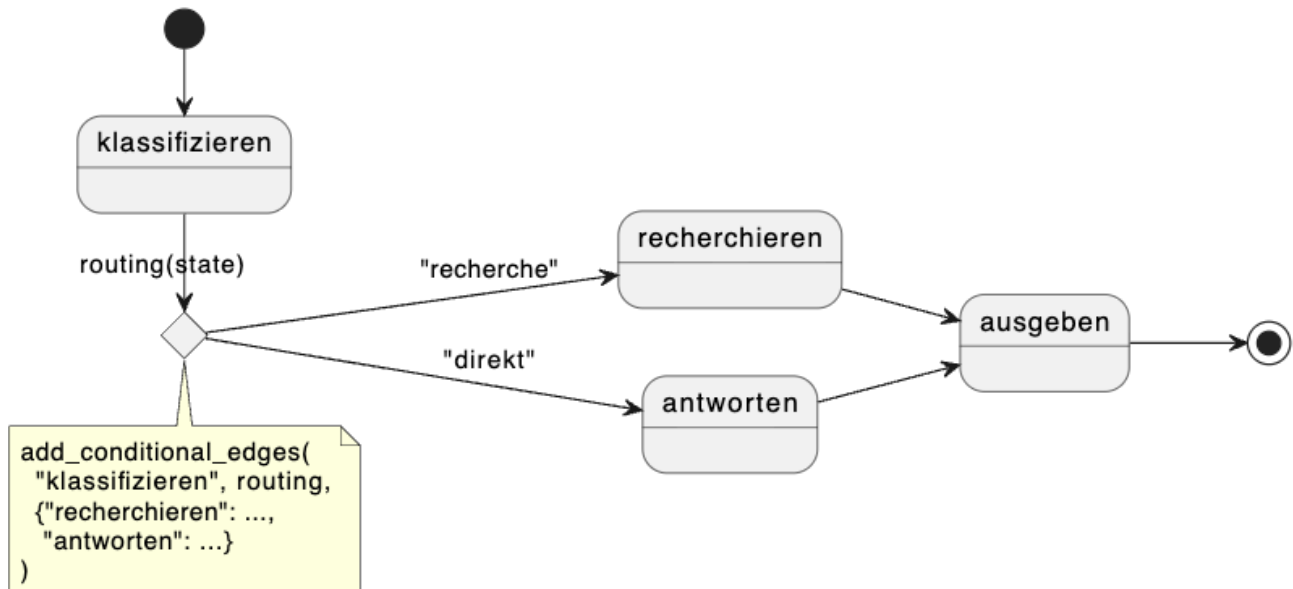 klassifizieren
routing(state)
"recherche"
recherchieren
"direkt"
antworten
ausgeben
add_conditional_edges(
"klassifizieren", routing,
{"recherchieren": ...,
"antworten": ...}
)